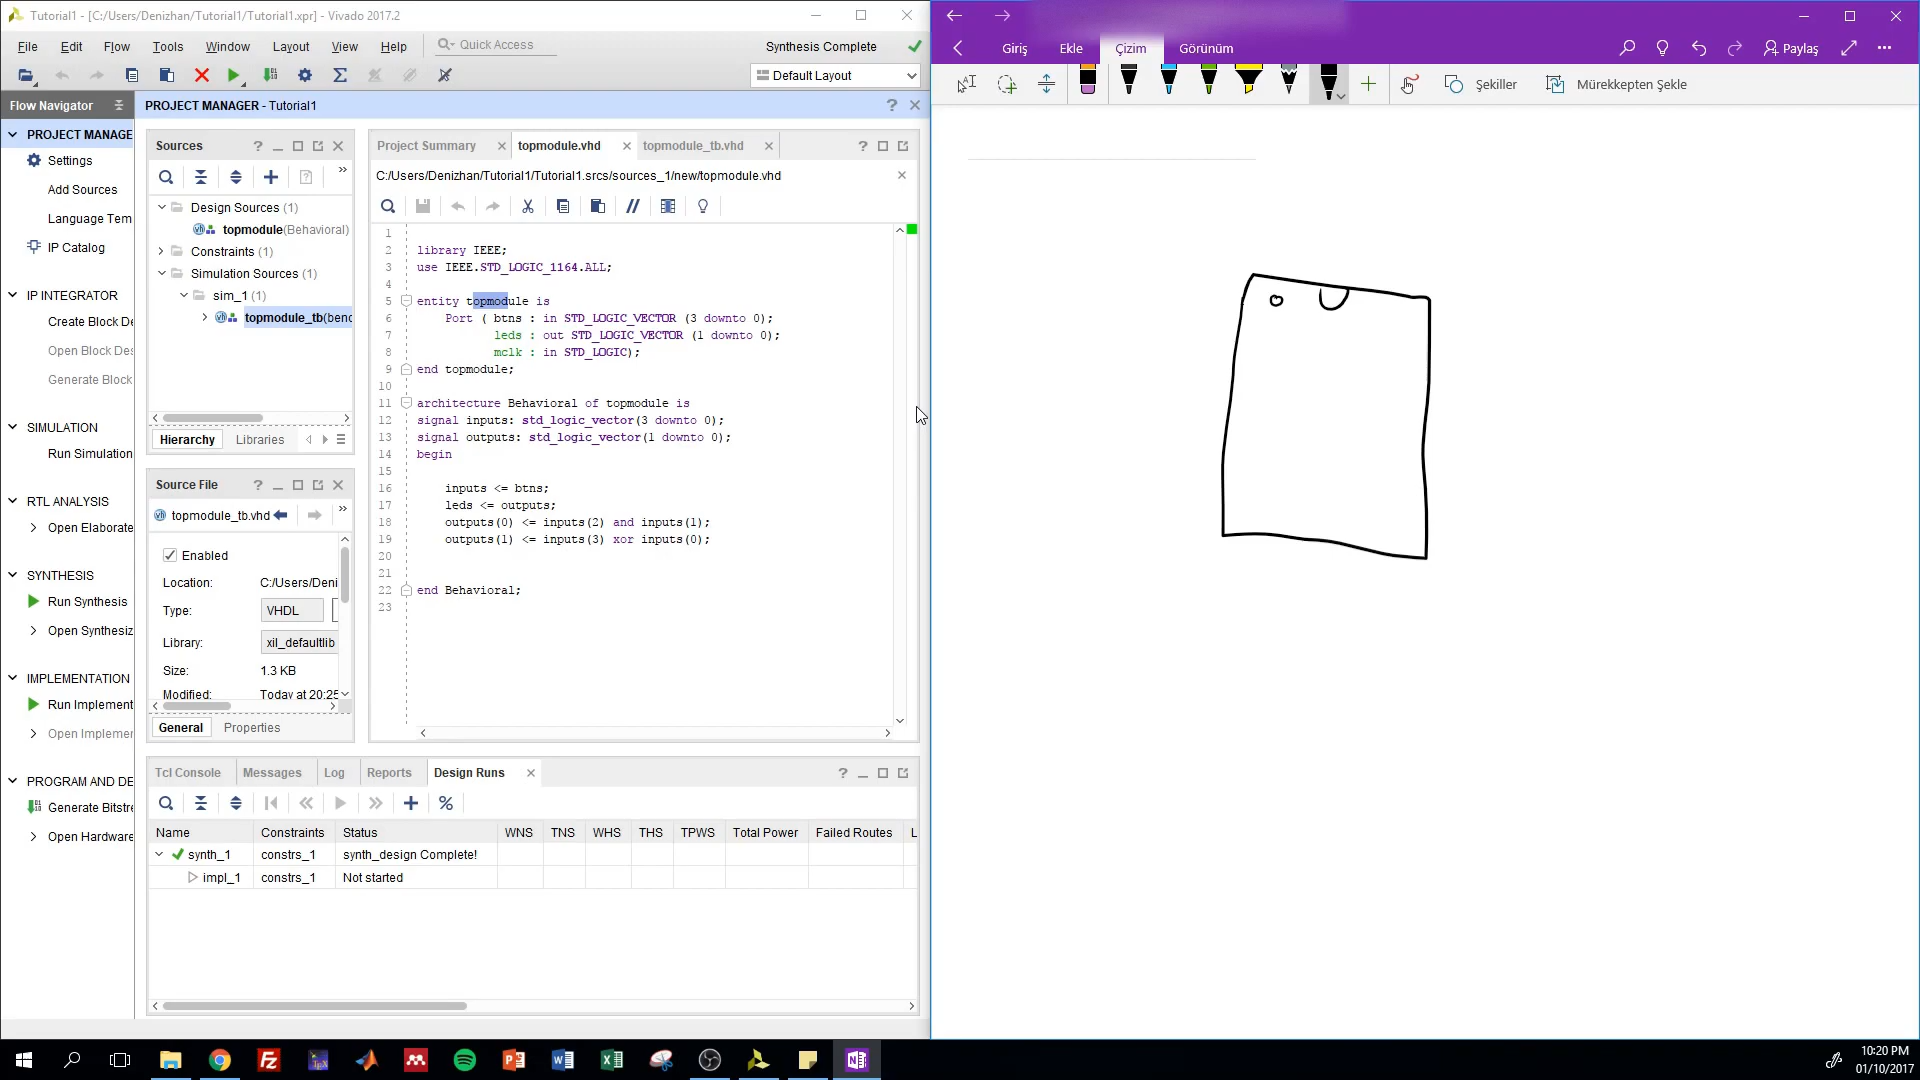 Tutorial1 - [C:/Users/Denizhan/Tutorial1/Tutorial1.xpr] - Vivado 2017.2
File Edit Flow Tools Window Layout View Help Quick Access Synthesis Complete
Default Layout
Flow Navigator
PROJECT MANAGE
Settings
Add Sources
Language Tem
IP Catalog
IP INTEGRATOR
Create Block De
Open Block Des
Generate Block
SIMULATION
Run Simulation
RTL ANALYSIS
Open Elaborate
SYNTHESIS
Run Synthesis
Open Synthesiz
IMPLEMENTATION
Run Implement
Open Implemer
PROGRAM AND DE
Generate Bitstre
Open Hardware
PROJECT MANAGER - Tutorial1
Sources
Design Sources (1)
topmodule(Behavioral)
Constraints (1)
Simulation Sources (1)
sim_1 (1)
topmodule_tb(benc
Hierarchy Libraries
Source File
topmodule_tb.vhd
Enabled
Location: C:/Users/Deni
Type: VHDL
Library: xil_defaultlib
Size: 1.3 KB
Modified: Today at 20:25
General Properties
Project Summary topmodule.vhd topmodule_tb.vhd
C:/Users/Denizhan/Tutorial1/Tutorial1.srcs/sources_1/new/topmodule.vhd
1
2 library IEEE;
3 use IEEE.STD_LOGIC_1164.ALL;
4
5 entity topmodule is
6 Port ( btns : in STD_LOGIC_VECTOR (3 downto 0);
7 leds : out STD_LOGIC_VECTOR (1 downto 0);
8 mclk : in STD_LOGIC);
9 end topmodule;
10
11 architecture Behavioral of topmodule is
12 signal inputs: std_logic_vector(3 downto 0);
13 signal outputs: std_logic_vector(1 downto 0);
14 begin
15
16 inputs <= btns;
17 leds <= outputs;
18 outputs(0) <= inputs(2) and inputs(1);
19 outputs(1) <= inputs(3) xor inputs(0);
20
21
22 end Behavioral;
23
Tcl Console Messages Log Reports Design Runs
Name Constraints Status WNS TNS WHS THS TPWS Total Power Failed Routes L
synth_1 constrs_1 synth_design Complete!
impl_1 constrs_1 Not started
Giriş Ekle Çizim Görünüm Paylaş
Şekiller Mürekkepten Şekle
10:20 PM
01/10/2017